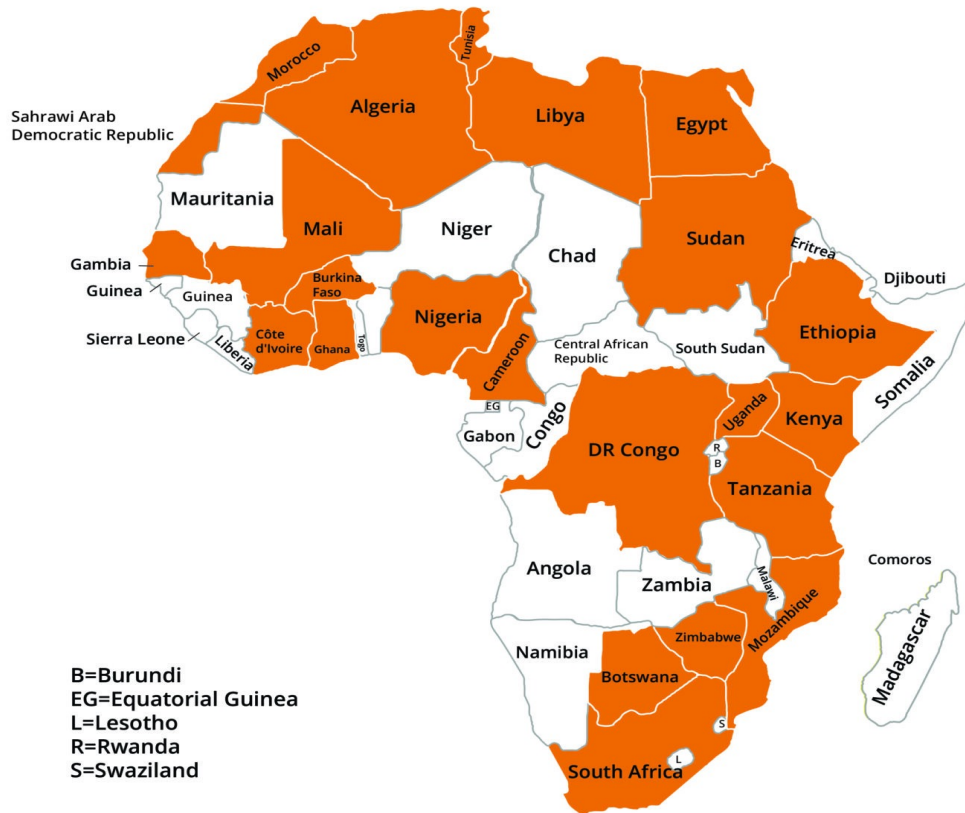 Tunisia
Morocco
Algeria
Libya
Egypt
Sahrawi Arab
Democratic Republic
Mauritania
Mali
Niger
Chad
Sudan
Eritrea
Gambia
Djibouti
Guinea
Guinea
Burkina
Faso
Nigeria
Ethiopia
Sierra Leone
Liberia
Côte
d'Ivoire
Ghana
Togo
Cameroon
Central African
Republic
South Sudan
Somalia
EG
Gabon
Congo
Uganda
Kenya
DR Congo
R
B
Tanzania
Angola
Zambia
Malawi
Comoros
Mozambique
Madagascar
Zimbabwe
Namibia
Botswana
S
L
South Africa
B=Burundi
EG=Equatorial Guinea
L=Lesotho
R=Rwanda
S=Swaziland